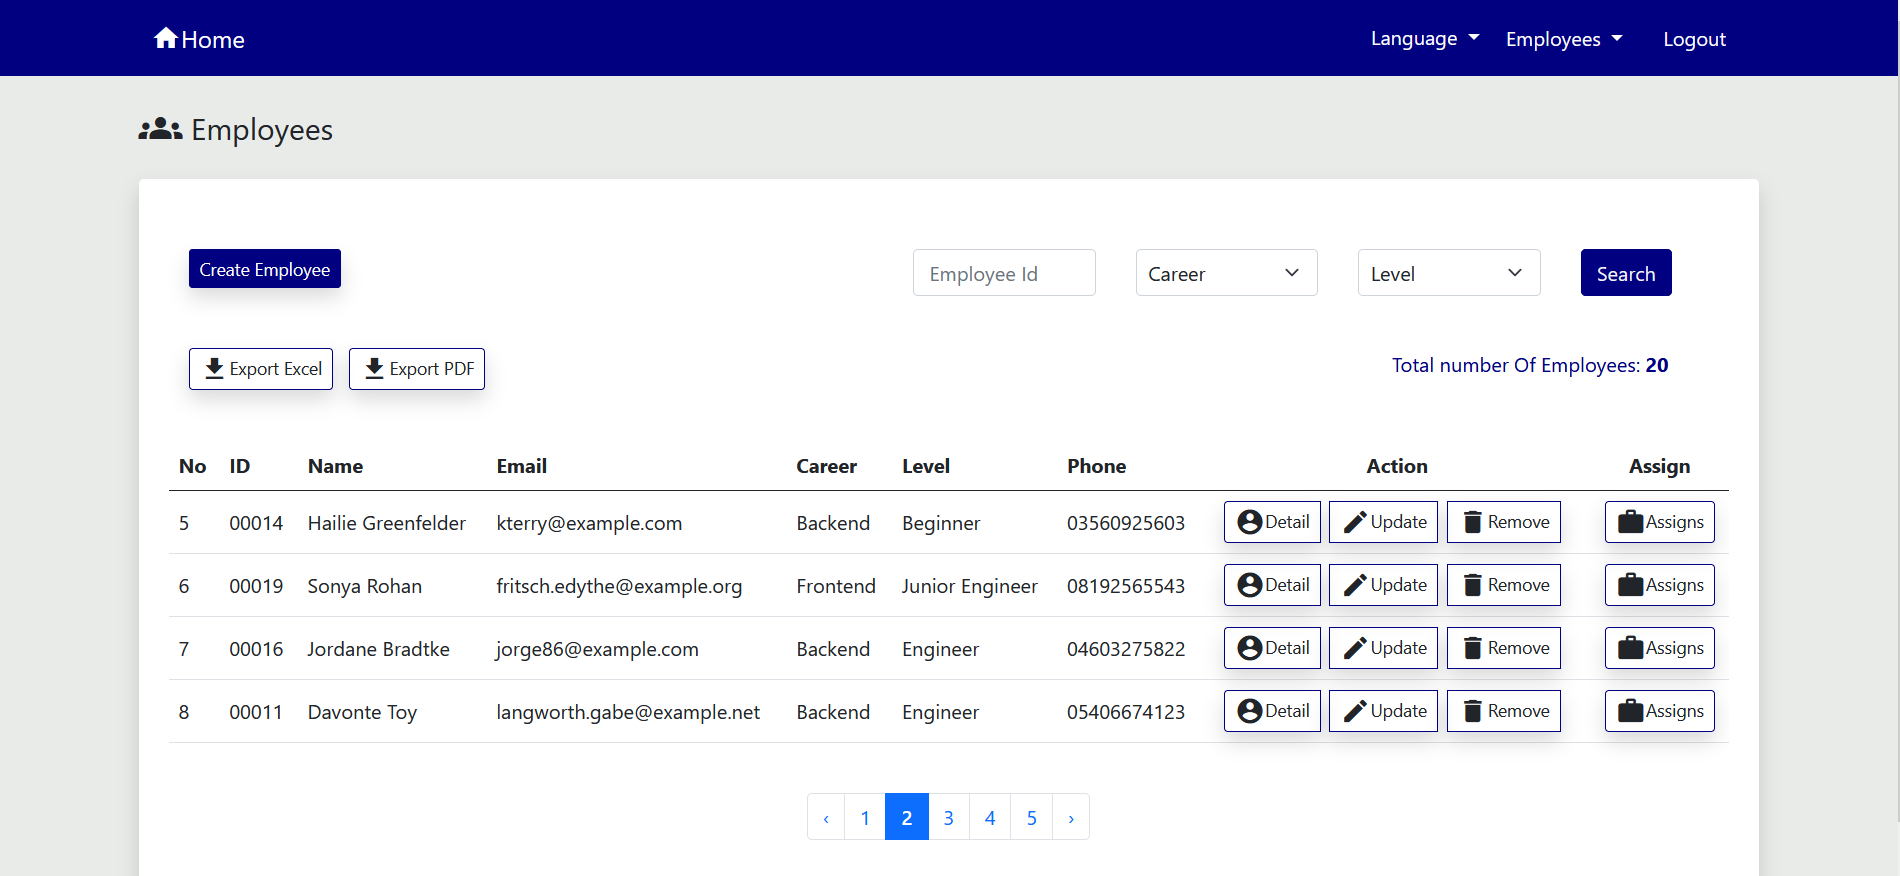 Home Language Employees Logout
Employees
Create Employee Employee Id Career Level Search
Export Excel Export PDF Total number Of Employees: 20
No ID Name Email Career Level Phone Action Assign
5 00014 Hailie Greenfelder kterry@example.com Backend Beginner 03560925603 Detail Update Remove Assigns
6 00019 Sonya Rohan fritsch.edythe@example.org Frontend Junior Engineer 08192565543 Detail Update Remove Assigns
7 00016 Jordane Bradtke jorge86@example.com Backend Engineer 04603275822 Detail Update Remove Assigns
8 00011 Davonte Toy langworth.gabe@example.net Backend Engineer 05406674123 Detail Update Remove Assigns
‹ 1 2 3 4 5 ›